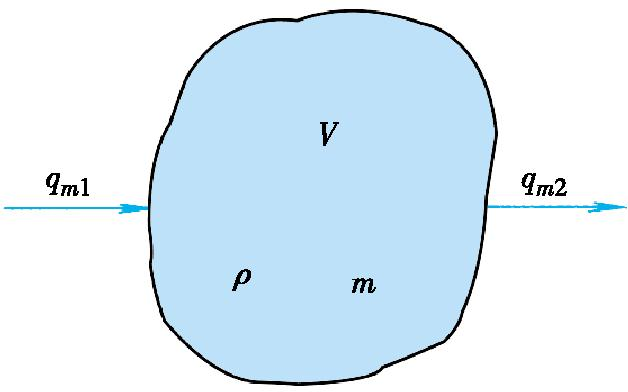 V
q_{m1}
q_{m2}
ρ m